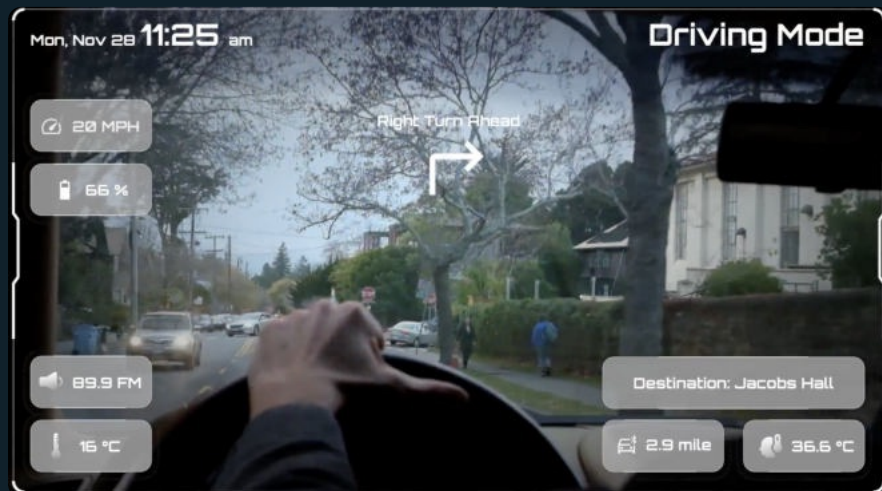 Mon, Nov 28 11:25 am
Driving Mode
20 MPH
Right Turn Ahead
66 %
89.9 FM
Destination: Jacobs Hall
16 °C
2.9 mile
36.6 °C